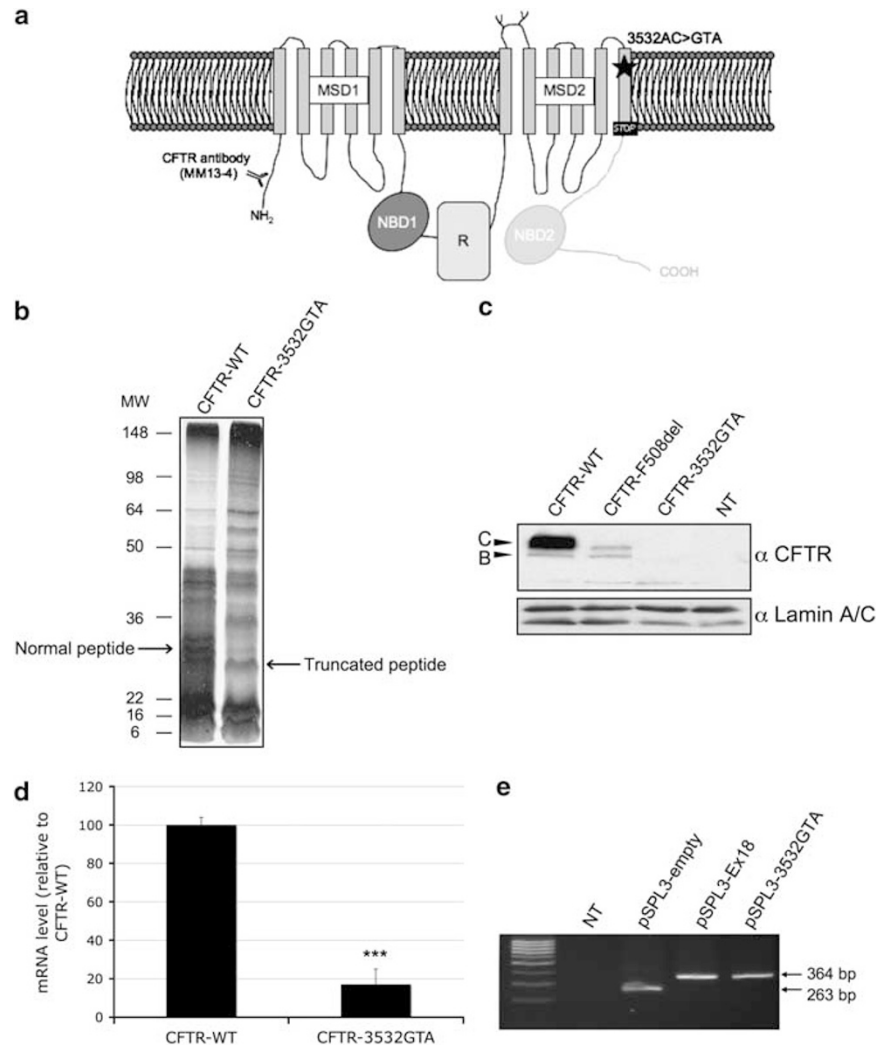 a
3532AC>GTA
MSD1
MSD2
STOP
CFTR antibody
(MM13-4)
NH2
NBD1
R
NBD2
COOH
b
MW
CFTR-WT
CFTR-3532GTA
148
98
64
50
36
Normal peptide
Truncated peptide
22
16
6
c
CFTR-WT
CFTR-F508del
CFTR-3532GTA
NT
C
B
α CFTR
α Lamin A/C
d
mRNA level (relative to
CFTR-WT)
120
100
80
60
40
20
0
***
CFTR-WT
CFTR-3532GTA
e
NT
pSPL3-empty
pSPL3-Ex18
pSPL3-3532GTA
364 bp
263 bp